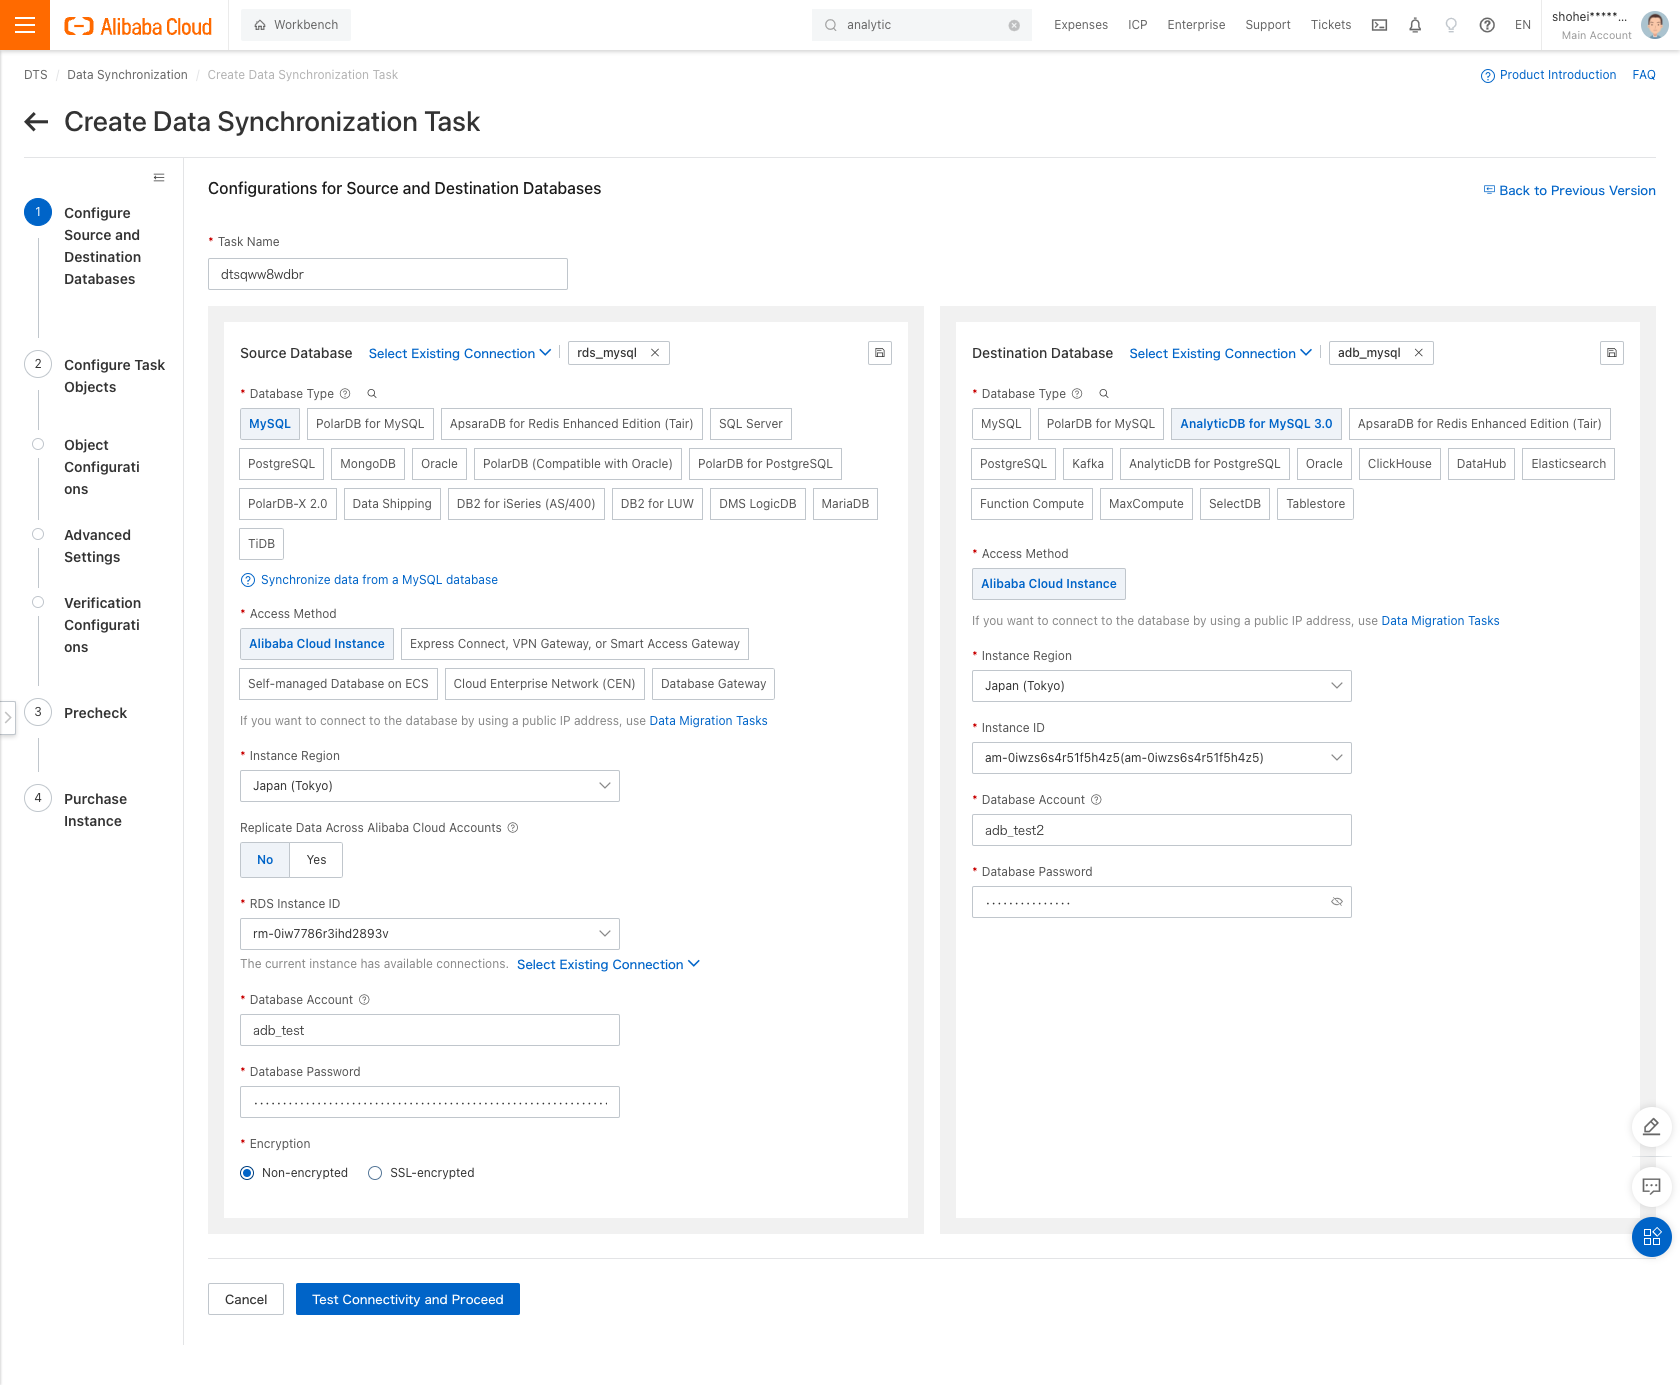 Alibaba Cloud
Workbench
analytic
Expenses
ICP
Enterprise
Support
Tickets
EN
shohei*****...
Main Account
DTS / Data Synchronization / Create Data Synchronization Task
Product Introduction
FAQ
Create Data Synchronization Task
1
Configure
Source and
Destination
Databases
2
Configure Task
Objects
Object
Configurati
ons
Advanced
Settings
Verification
Configurati
ons
3
Precheck
4
Purchase
Instance
Configurations for Source and Destination Databases
Back to Previous Version
* Task Name
dtsqww8wdbr
Source Database
Select Existing Connection
rds_mysql
* Database Type
MySQL
PolarDB for MySQL
ApsaraDB for Redis Enhanced Edition (Tair)
SQL Server
PostgreSQL
MongoDB
Oracle
PolarDB (Compatible with Oracle)
PolarDB for PostgreSQL
PolarDB-X 2.0
Data Shipping
DB2 for iSeries (AS/400)
DB2 for LUW
DMS LogicDB
MariaDB
TiDB
Synchronize data from a MySQL database
* Access Method
Alibaba Cloud Instance
Express Connect, VPN Gateway, or Smart Access Gateway
Self-managed Database on ECS
Cloud Enterprise Network (CEN)
Database Gateway
If you want to connect to the database by using a public IP address, use Data Migration Tasks
* Instance Region
Japan (Tokyo)
Replicate Data Across Alibaba Cloud Accounts
No
Yes
* RDS Instance ID
rm-0iw7786r3ihd2893v
The current instance has available connections. Select Existing Connection
* Database Account
adb_test
* Database Password
* Encryption
Non-encrypted
SSL-encrypted
Destination Database
Select Existing Connection
adb_mysql
* Database Type
MySQL
PolarDB for MySQL
AnalyticDB for MySQL 3.0
ApsaraDB for Redis Enhanced Edition (Tair)
PostgreSQL
Kafka
AnalyticDB for PostgreSQL
Oracle
ClickHouse
DataHub
Elasticsearch
Function Compute
MaxCompute
SelectDB
Tablestore
* Access Method
Alibaba Cloud Instance
If you want to connect to the database by using a public IP address, use Data Migration Tasks
* Instance Region
Japan (Tokyo)
* Instance ID
am-0iwzs6s4r51f5h4z5(am-0iwzs6s4r51f5h4z5)
* Database Account
adb_test2
* Database Password
Cancel
Test Connectivity and Proceed